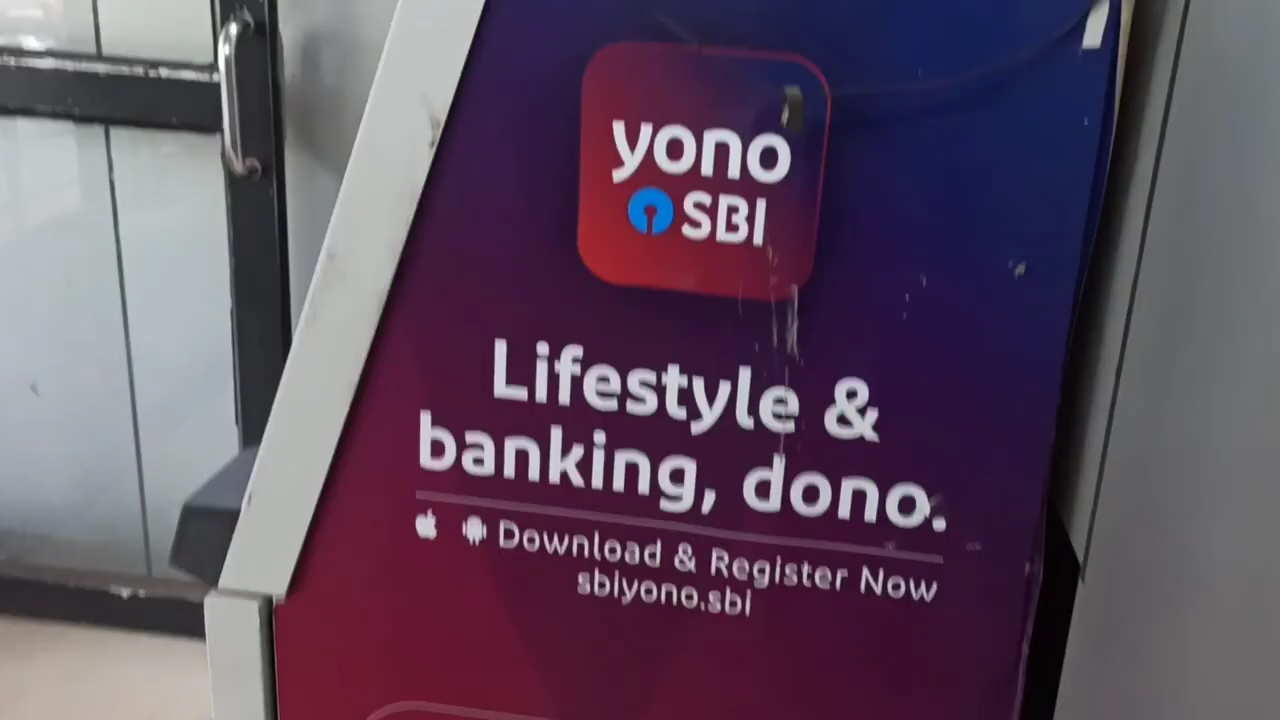 yono
SBI
Lifestyle &
banking, dono.
Download & Register Now
sbiyono.sbi